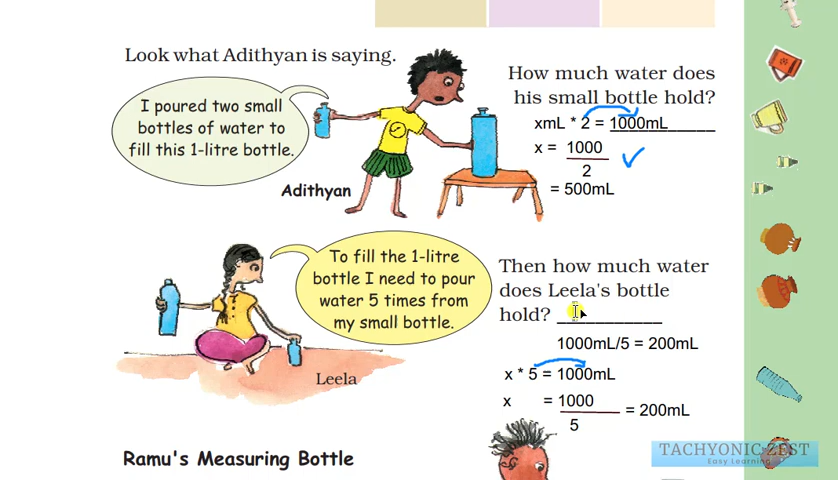 Look what Adithyan is saying.
I poured two small
bottles of water to
fill this 1-litre bottle.
Adithyan
How much water does
his small bottle hold?
xmL * 2 = 1000mL______
x = 1000
2
= 500mL
To fill the 1-litre
bottle I need to pour
water 5 times from
my small bottle.
Leela
Then how much water
does Leela's bottle
hold? ___________
1000mL/5 = 200mL
x * 5 = 1000mL
x = 1000
5
= 200mL
Ramu's Measuring Bottle
TACHYONIC ZEST
Easy Learning